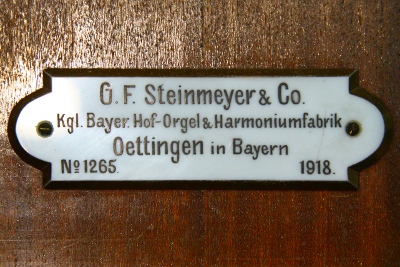 G. F. Steinmeyer & Co.
Kgl. Bayer. Hof-Orgel & Harmoniumfabrik
Oettingen in Bayern
No 1265. 1918.